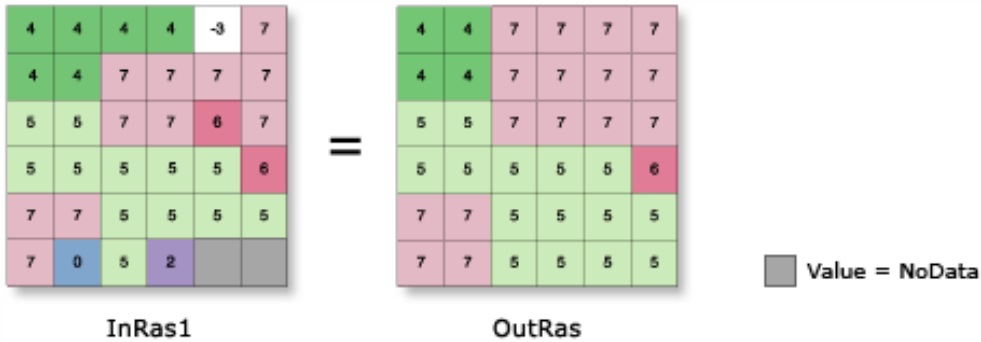 4 4 4 4 -3 7 4 4 7 7 7 7
4 4 7 7 7 7 4 4 7 7 7 7
5 5 7 7 6 7 5 5 7 7 7 7
=
5 5 5 5 5 6 5 5 5 5 5 6
7 7 5 5 5 5 7 7 5 5 5 5
7 0 5 2 7 7 5 5 5 5
Value = NoData
InRas1 OutRas